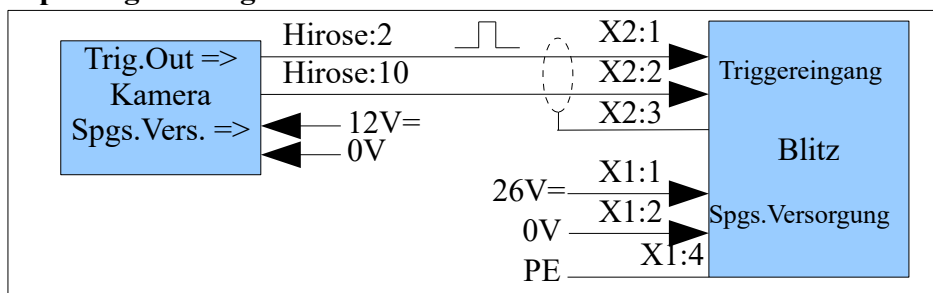 Hirose:2
X2:1
Trig.Out =>
Hirose:10
X2:2
Triggereingang
Kamera
X2:3
Spgs.Vers. =>
12V=
0V
Blitz
X1:1
26V=
X1:2
Spgs.Versorgung
0V
X1:4
PE